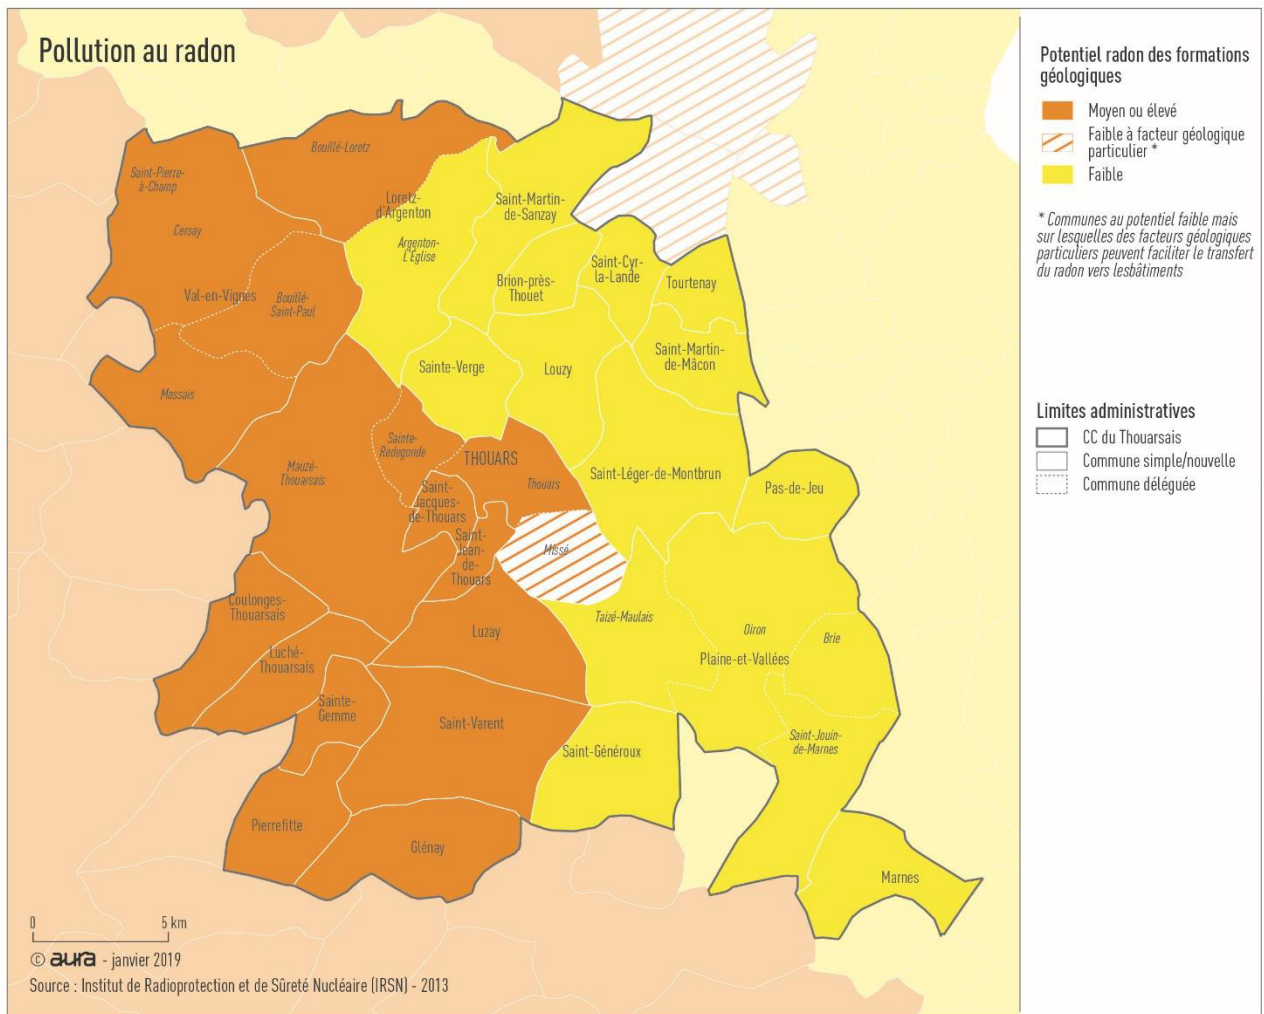 Pollution au radon
Potentiel radon des formations
géologiques
Moyen ou élevé
Faible à facteur géologique
particulier *
Faible
* Communes au potentiel faible mais
sur lesquelles des facteurs géologiques
particuliers peuvent faciliter le transfert
du radon vers lesbâtiments
Limites administratives
CC du Thouarsais
Commune simple/nouvelle
Commune déléguée
Bouillé-Loretz
Saint-Pierre-
à-Champ
Cersay
Loretz-
d'Argenton
Saint-Martin-
de-Sanzay
Argenton-
L'Église
Saint-Cyr-
la-Lande
Brion-près-
Thouet
Tourtenay
Val-en-Vignes
Bouillé-
Saint-Paul
Saint-Martin-
de-Mâcon
Sainte-Verge
Louzy
Massais
Sainte-
Redegonde
Mauzé-
Thouarsais
THOUARS
Thouars
Saint-Léger-de-Montbrun
Pas-de-Jeu
Saint-
Jacques-
de-Thouars
Saint-
Jean-
de-
Thouars
Missé
Coulonges-
Thouarsais
Luzay
Taizé-Maulais
Oiron
Brie
Plaine-et-Vallées
Luché-
Thouarsais
Sainte-
Gemme
Saint-Varent
Saint-Généroux
Saint-Jouin-
de-Marnes
Pierrefitte
Glénay
Marnes
0 5 km
© aura - janvier 2019
Source : Institut de Radioprotection et de Sûreté Nucléaire (IRSN) - 2013